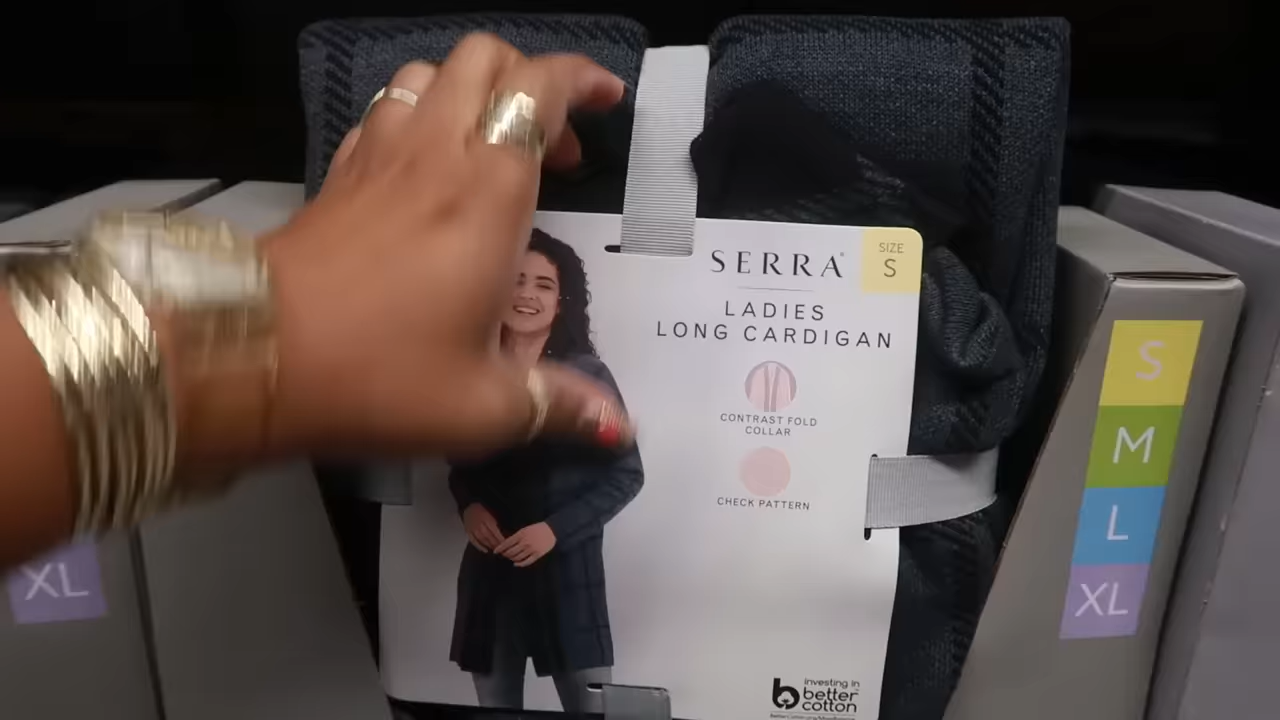 SERRA
SIZE
S
LADIES
LONG CARDIGAN
CONTRAST FOLD
COLLAR
CHECK PATTERN
investing in
better
cotton
S
M
L
XL
XL